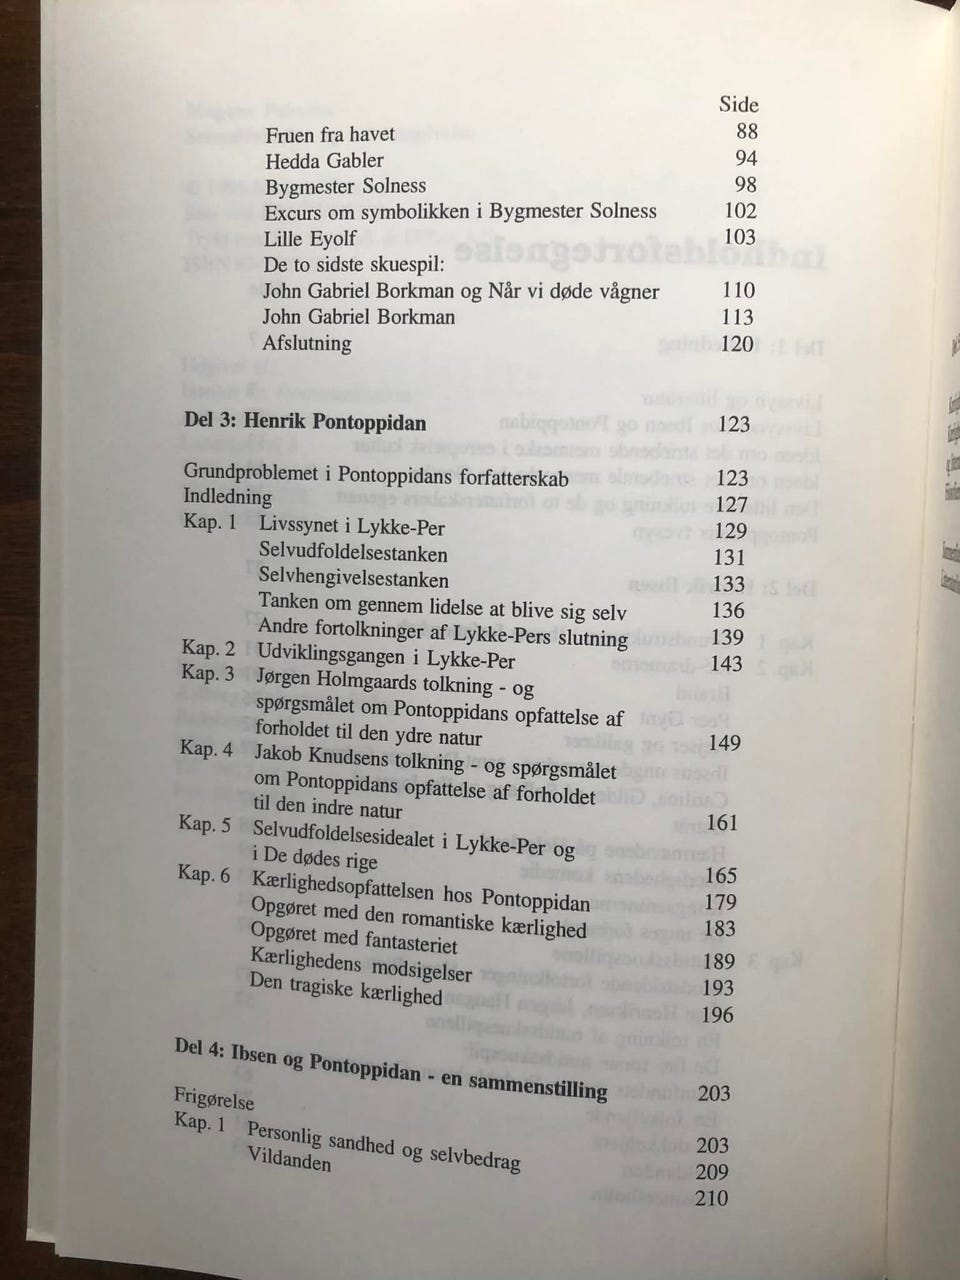 Side
Fruen fra havet 88
Hedda Gabler 94
Bygmester Solness 98
Excurs om symbolikken i Bygmester Solness 102
Lille Eyolf 103
De to sidste skuespil:
John Gabriel Borkman og Når vi døde vågner 110
John Gabriel Borkman 113
Afslutning 120
Del 3: Henrik Pontoppidan 123
Grundproblemet i Pontoppidans forfatterskab 123
Indledning 127
Kap. 1 Livssynet i Lykke-Per 129
Selvudfoldelsestanken 131
Selvhengivelsestanken 133
Tanken om gennem lidelse at blive sig selv 136
Andre fortolkninger af Lykke-Pers slutning 139
Kap. 2 Udviklingsgangen i Lykke-Per 143
Kap. 3 Jørgen Holmgaards tolkning - og
spørgsmålet om Pontoppidans opfattelse af
forholdet til den ydre natur 149
Kap. 4 Jakob Knudsens tolkning - og spørgsmålet
om Pontoppidans opfattelse af forholdet
til den indre natur 161
Kap. 5 Selvudfoldelsesidealet i Lykke-Per og
i De dødes rige 165
Kap. 6 Kærlighedsopfattelsen hos Pontoppidan 179
Opgøret med den romantiske kærlighed 183
Opgøret med fantasteriet 189
Kærlighedens modsigelser 193
Den tragiske kærlighed 196
Del 4: Ibsen og Pontoppidan - en sammenstilling 203
Frigørelse 203
Kap. 1 Personlig sandhed og selvbedrag 209
Vildanden 210